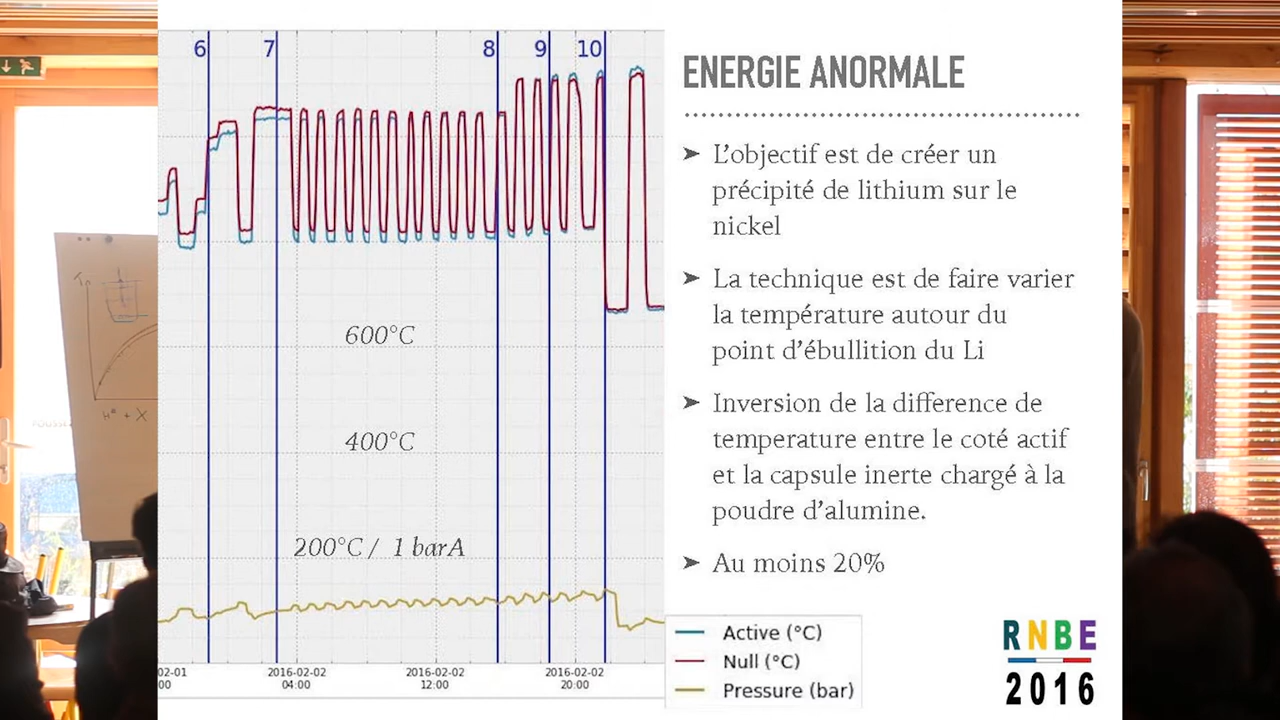 6
7
8
9
10
ENERGIE ANORMALE
➤ L'objectif est de créer un
précipité de lithium sur le
nickel
➤ La technique est de faire varier
la température autour du
point d'ébullition du Li
➤ Inversion de la difference de
temperature entre le coté actif
et la capsule inerte chargé à la
poudre d'alumine.
➤ Au moins 20%
600°C
400°C
200°C / 1 barA
02-01
00
2016-02-02
04:00
2016-02-02
12:00
2016-02-02
20:00
Active (°C)
Null (°C)
Pressure (bar)
RNBE
2016
H° + X